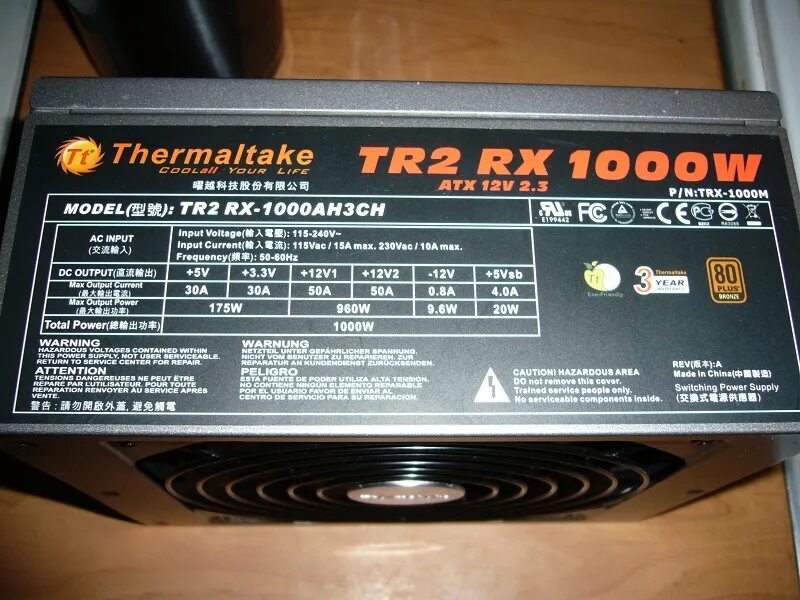 Tt Thermaltake
COOLall YOUR LIFE
曜越科技股份有限公司
TR2 RX 1000W
ATX 12V 2.3
P/N:TRX-1000M
MODEL(型號): TR2 RX-1000AH3CH
AC INPUT
(交流輸入)
Input Voltage(輸入電壓): 115-240V~
Input Current(輸入電流): 115Vac / 15A max. 230Vac / 10A max.
Frequency(頻率): 50-60Hz
DC OUTPUT(直流輸出) +5V +3.3V +12V1 +12V2 -12V +5Vsb
Max Output Current
(最大輸出電流) 30A 30A 50A 50A 0.8A 4.0A
Max Output Power
(最大輸出功率) 175W 960W 9.6W 20W
Total Power(總輸出功率) 1000W
E199442
FC
CE
Tt
Eco-Friendly
Thermaltake
3 YEAR
WARRANTY
80
PLUS
BRONZE
WARNING
HAZARDOUS VOLTAGES CONTAINED WITHIN
THIS POWER SUPPLY, NOT USER SERVICEABLE.
RETURN TO SERVICE CENTER FOR REPAIR.
ATTENTION
TENSIONS DANGEREUSES NE PEUT ÊTRE
REPARE PAR LUTILISATEUR. POUR TOUTE
REPARATION RENVOYER AU SERVICE APRÈS
VENTE.
警告: 請勿開啟外蓋, 避免觸電
WARNUNG
NETZTEIL UNTER GEFÄHRLICHER SPANNUNG.
NICHT VOM BENUTZER ZU REPARIEREN. ZUR
REPARATUR AN KUNDENDIENST ZURÜCKSENDEN.
PELIGRO
ESTA FUENTE DE PODER UTILIZA ALTA TENSION.
NO CONTIENE NINGUN ELEMENTO REPARABLE
POR EL USUARIO FAVOR DE ENVIAR AL
CENTRO DE SERVICIO PARA SU REPARACION.
CAUTION! HAZARDOUS AREA
DO not remove this cover.
Trained service people only.
No serviceable components inside.
REV(版本):A
Made in China(中國製造)
Switching Power Supply
(交換式電源供應器)